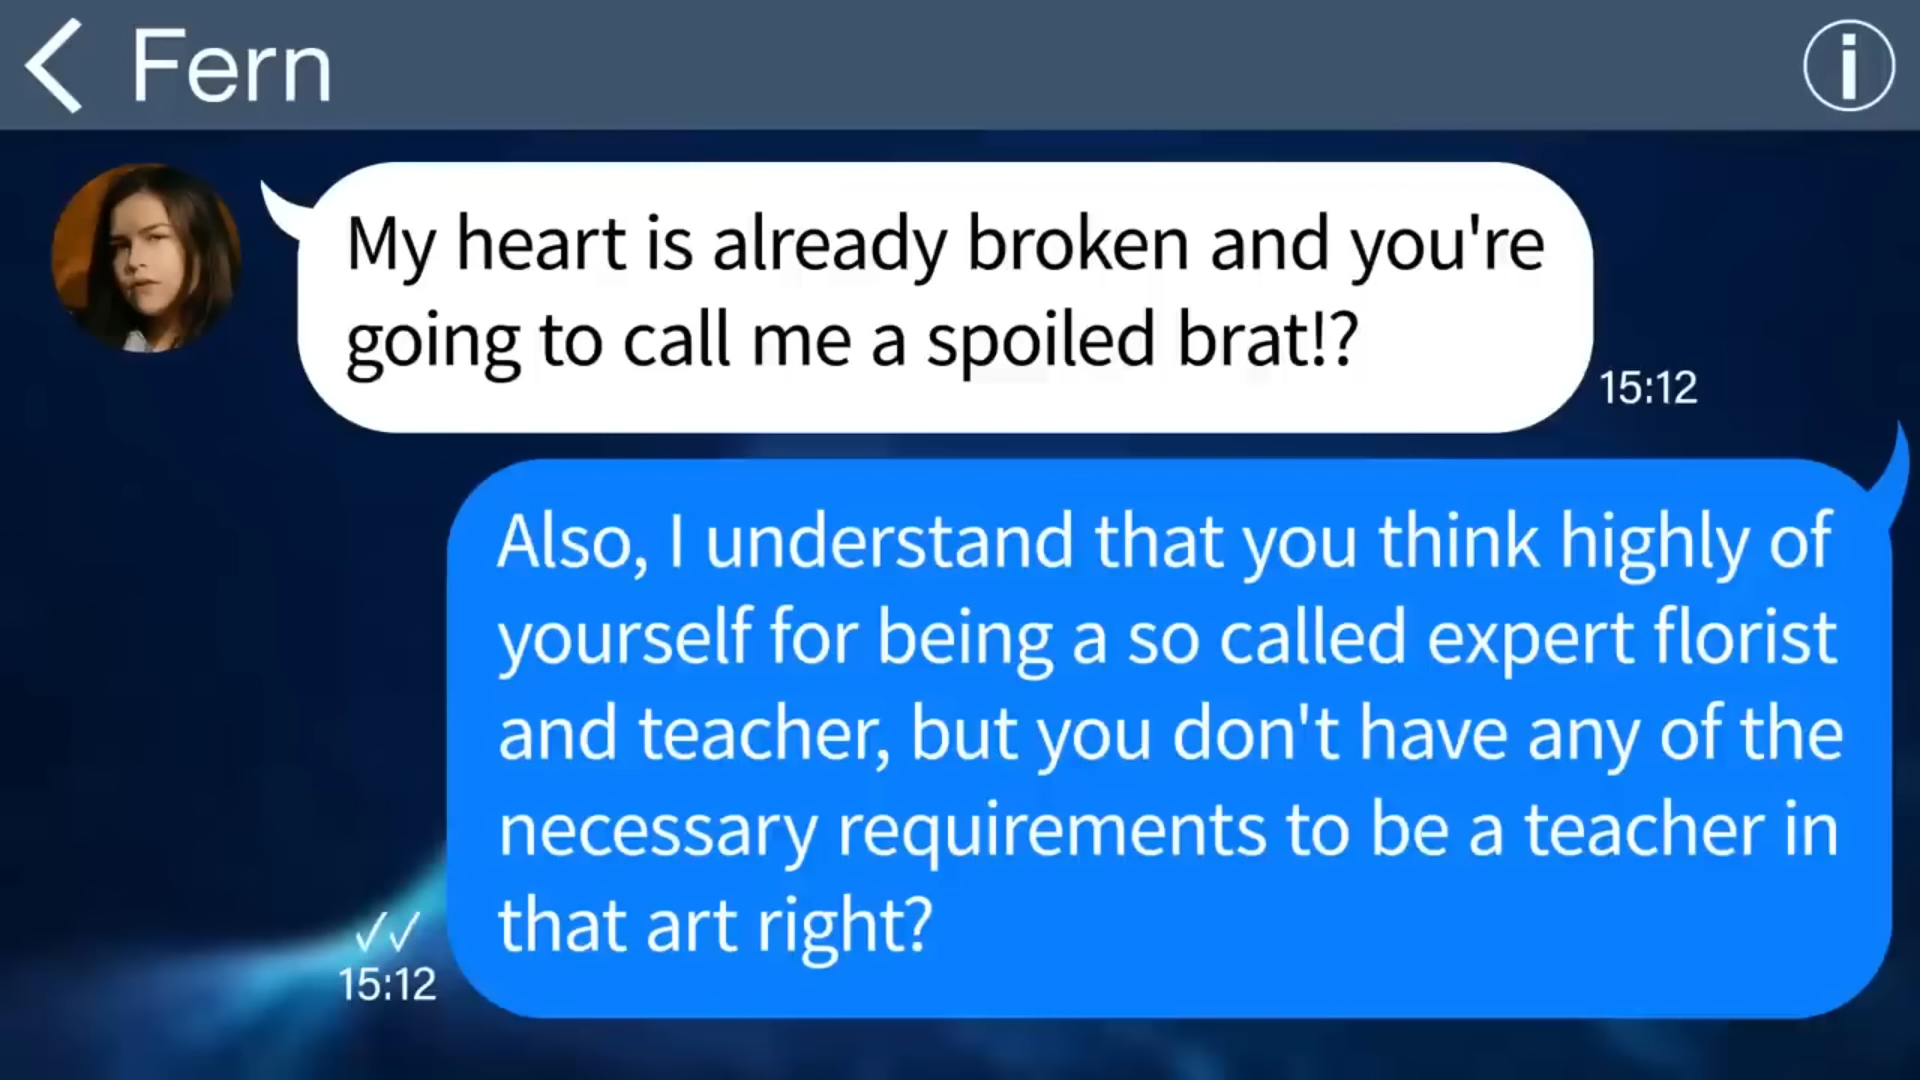 Fern
My heart is already broken and you're
going to call me a spoiled brat!?
15:12
Also, I understand that you think highly of
yourself for being a so called expert florist
and teacher, but you don't have any of the
necessary requirements to be a teacher in
that art right?
15:12